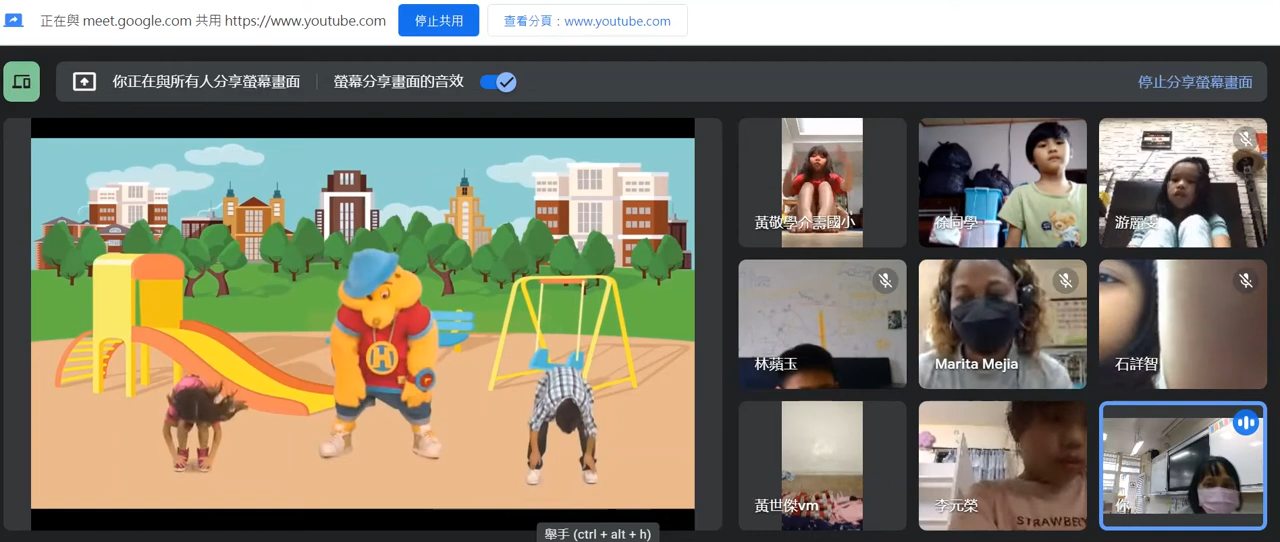 正在與 meet.google.com 共用 https://www.youtube.com
停止共用
查看分頁：www.youtube.com
你正在與所有人分享螢幕畫面
螢幕分享畫面的音效
停止分享螢幕畫面
H
黃敬學介壽國小
徐同學
游麗雯
林蘋玉
Marita Mejia
石詳智
黃世傑vm
李元榮
STRAWBE
你
舉手 (ctrl + alt + h)